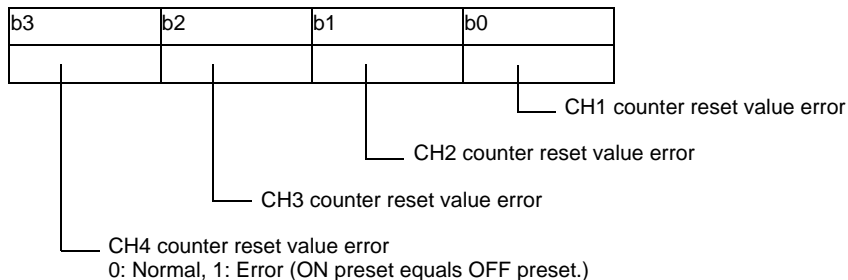 b3 b2 b1 b0
CH1 counter reset value error
CH2 counter reset value error
CH3 counter reset value error
CH4 counter reset value error
0: Normal, 1: Error (ON preset equals OFF preset.)